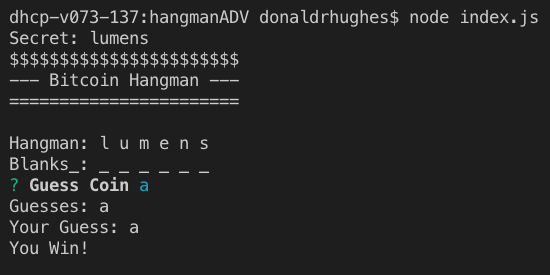 dhcp-v073-137:hangmanADV donaldrhughes$ node index.js
Secret: lumens
$$$$$$$$$$$$$$$$$$$$$$$
--- Bitcoin Hangman ---
=======================
Hangman: l u m e n s
Blanks_: _ _ _ _ _ _
? Guess Coin a
Guesses: a
Your Guess: a
You Win!